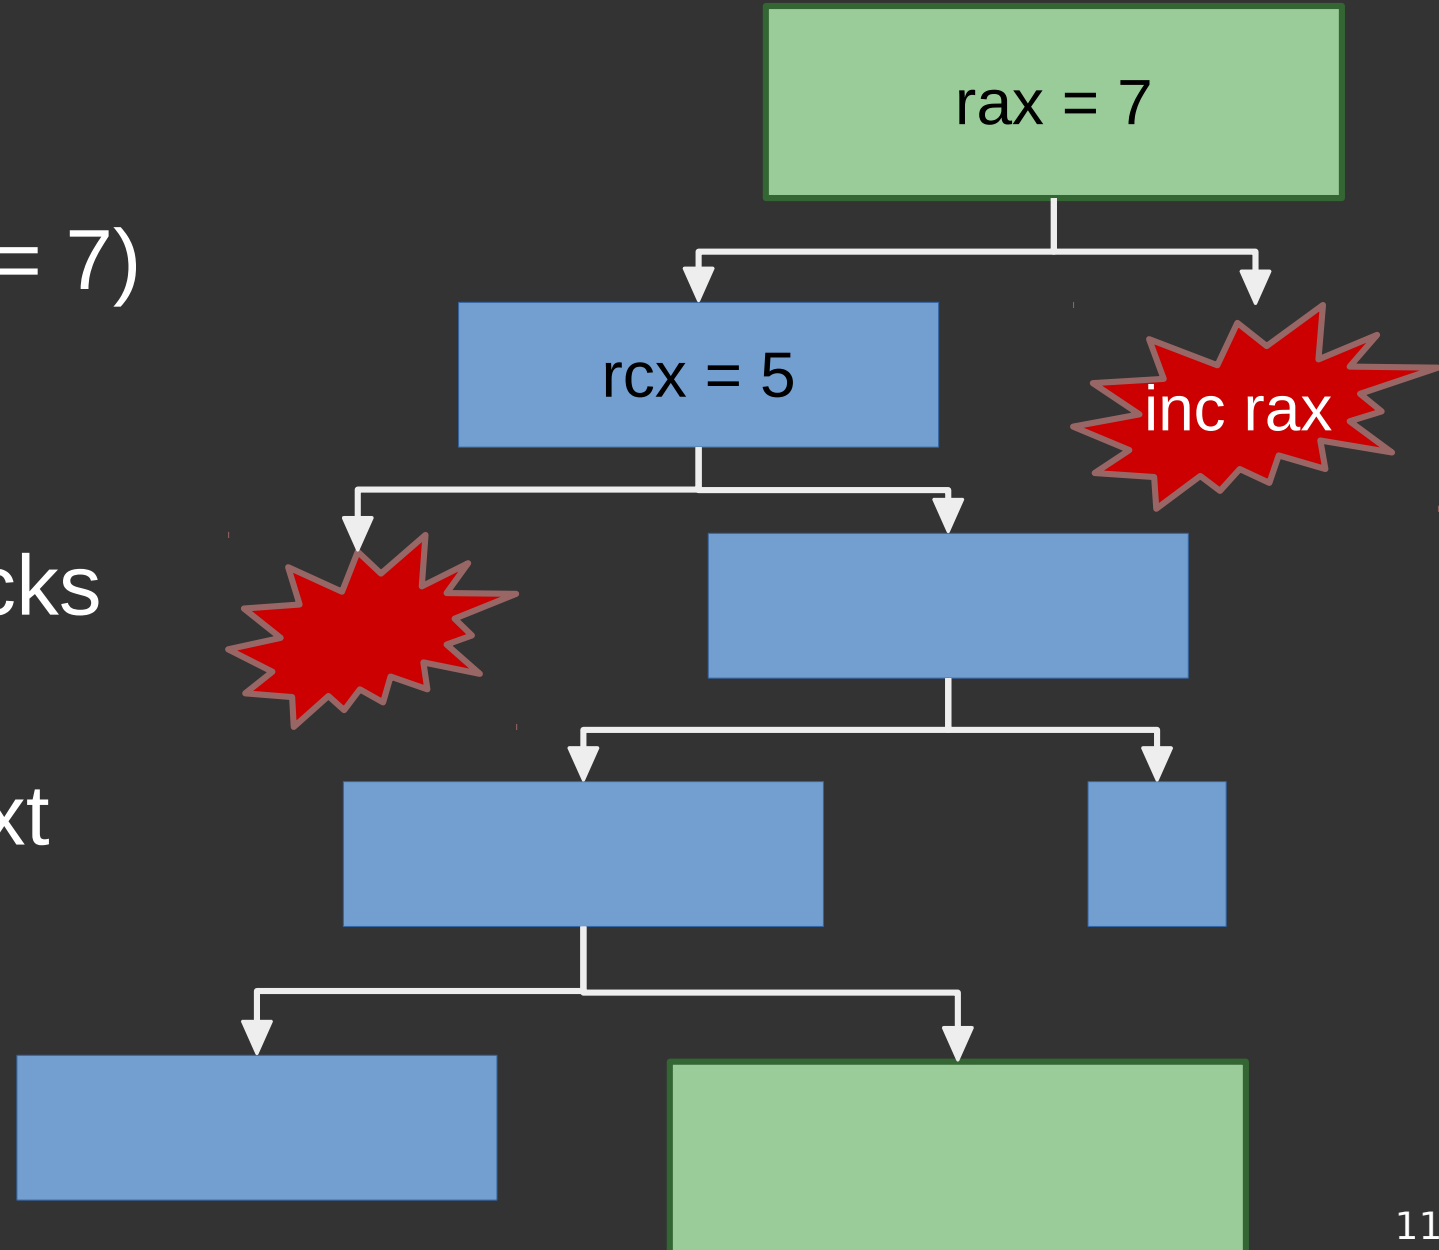 rax = 7
= 7)
rcx = 5
inc rax
cks
xt
11